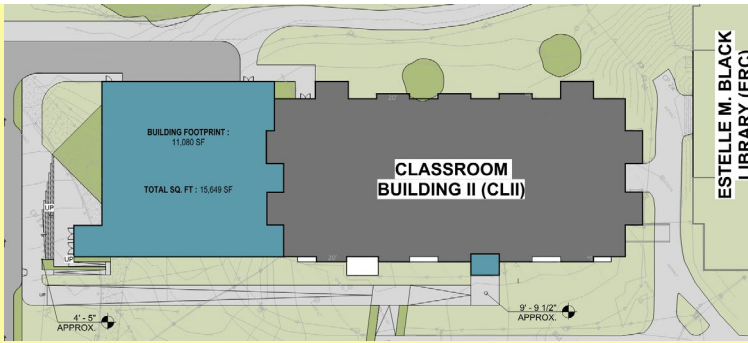 BUILDING FOOTPRINT :
11,080 SF
TOTAL SQ. FT : 15,649 SF
CLASSROOM
BUILDING II (CLII)
ESTELLE M. BLACK
LIBRARY (ERC)
UP
UP
UP
4' - 5"
APPROX.
9' - 9 1/2"
APPROX.